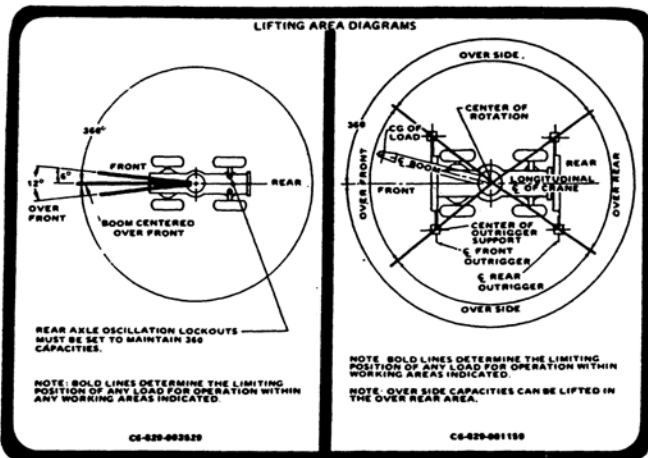 LIFTING AREA DIAGRAMS
360°
FRONT
6°
12°
REAR
OVER
FRONT
BOOM CENTERED
OVER FRONT
REAR AXLE OSCILLATION LOCKOUTS
MUST BE SET TO MAINTAIN 360
CAPACITIES.
NOTE: BOLD LINES DETERMINE THE LIMITING
POSITION OF ANY LOAD FOR OPERATION WITHIN
ANY WORKING AREAS INDICATED.
C6-829-003529
OVER SIDE.
CENTER OF
ROTATION
CG OF
LOAD
360
℄ BOOM
REAR
OVER FRONT
FRONT
LONGITUDINAL
℄ OF CRANE
OVER REAR
CENTER OF
OUTRIGGER
SUPPORT
℄ FRONT
OUTRIGGER
℄ REAR
OUTRIGGER
OVER SIDE
NOTE BOLD LINES DETERMINE THE LIMITING
POSITION OF ANY LOAD FOR OPERATION WITHIN
WORKING AREAS INDICATED.
NOTE: OVER SIDE CAPACITIES CAN BE LIFTED IN
THE OVER REAR AREA.
C6-829-001159